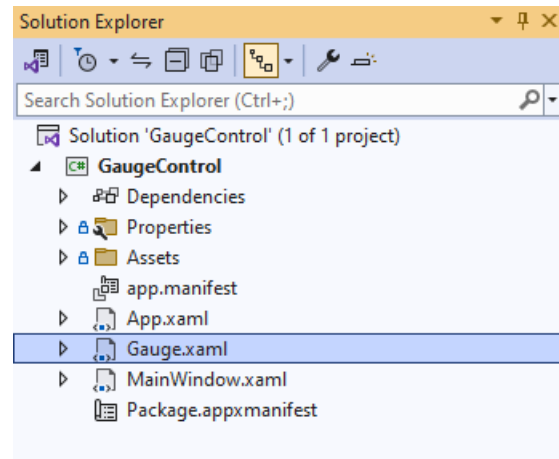 Solution Explorer
Search Solution Explorer (Ctrl+;)
Solution 'GaugeControl' (1 of 1 project)
C# GaugeControl
Dependencies
Properties
Assets
app.manifest
App.xaml
Gauge.xaml
MainWindow.xaml
Package.appxmanifest